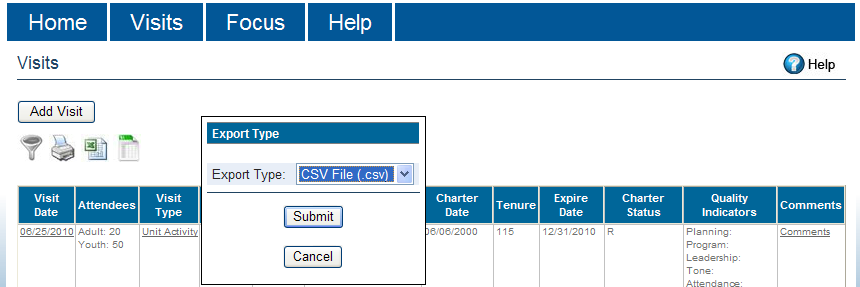 Home Visits Focus Help
Visits
Help
Add Visit
Export Type
Export Type: CSV File (.csv)
Submit
Cancel
Visit Date Attendees Visit Type Charter Date Tenure Expire Date Charter Status Quality Indicators Comments
06/25/2010 Adult: 20 Unit Activity 06/06/2000 115 12/31/2010 R Planning: Comments
Youth: 50 Program:
Leadership:
Tone:
Attendance: